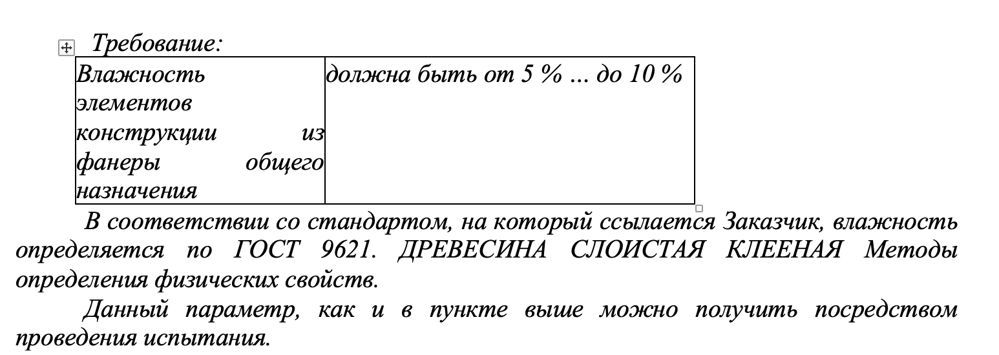 Требование:
Влажность
элементов
конструкции из
фанеры общего
назначения
должна быть от 5 % ... до 10 %
В соответствии со стандартом, на который ссылается Заказчик, влажность
определяется по ГОСТ 9621. ДРЕВЕСИНА СЛОИСТАЯ КЛЕЕНАЯ Методы
определения физических свойств.
Данный параметр, как и в пункте выше можно получить посредством
проведения испытания.